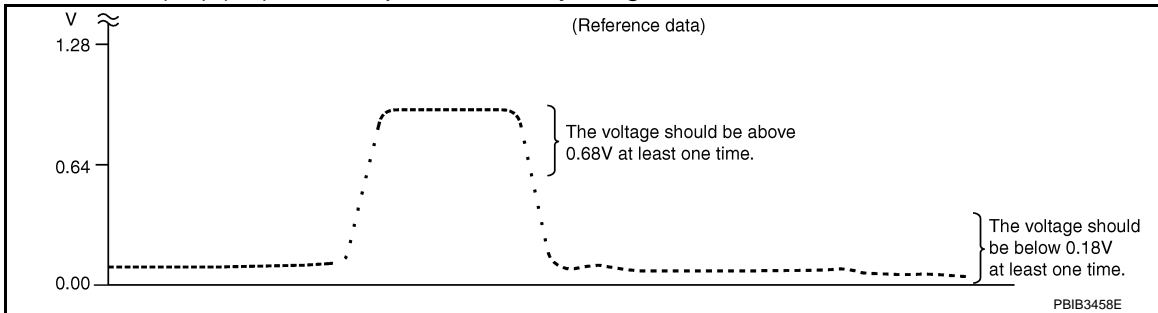 V
(Reference data)
1.28
The voltage should be above
0.68V at least one time.
0.64
The voltage should
be below 0.18V
at least one time.
0.00
PBIB3458E